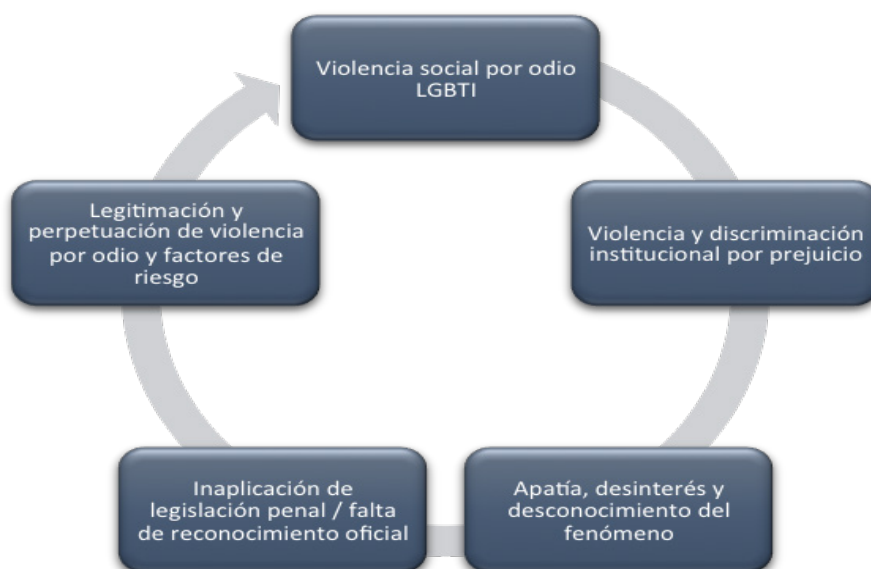 Violencia social por odio
LGBTI
Violencia y discriminación
institucional por prejuicio
Apatía, desinterés y
desconocimiento del
fenómeno
Inaplicación de
legislación penal / falta
de reconocimiento oficial
Legitimación y
perpetuación de violencia
por odio y factores de
riesgo